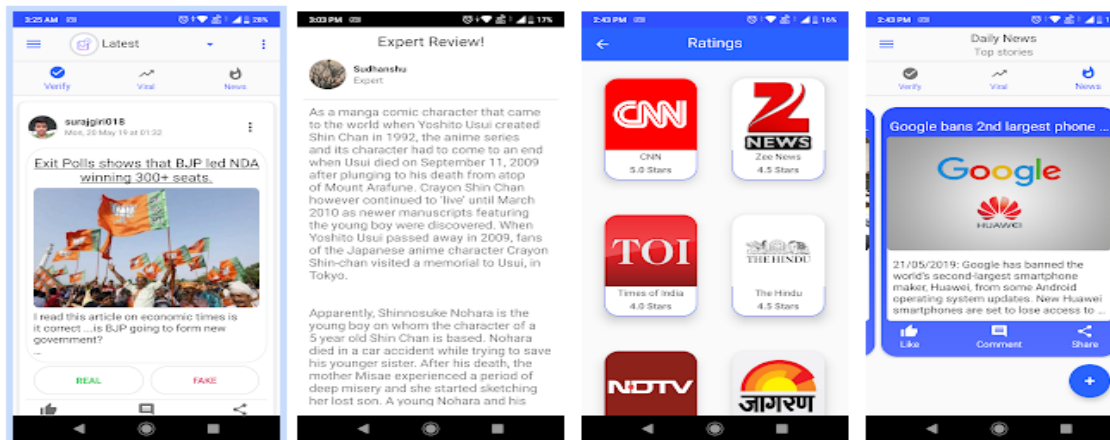 3:25 AM
28%
Latest
Verify
Viral
News
surajgiri018
Mon, 20 May 19 at 01:32
Exit Polls shows that BJP led NDA
winning 300+ seats.
I read this article on economic times is
it correct ...is BJP going to form new
government?
...
REAL
FAKE
3:03 PM
17%
Expert Review!
Sudhanshu
Expert
As a manga comic character that came
to the world when Yoshito Usui created
Shin Chan in 1992, the anime series
and its character had to come to an end
when Usui died on September 11, 2009
after plunging to his death from atop
of Mount Arafune. Crayon Shin Chan
however continued to 'live' until March
2010 as newer manuscripts featuring
the young boy were discovered. When
Yoshito Usui passed away in 2009, fans
of the Japanese anime character Crayon
Shin-chan visited a memorial to Usui, in
Tokyo.
Apparently, Shinnosuke Nohara is the
young boy on whom the character of a
5 year old Shin Chan is based. Nohara
died in a car accident while trying to save
his younger sister. After his death, the
mother Misae experienced a period of
deep misery and she started sketching
her lost son. A young Nohara and his
2:43 PM
16%
Ratings
CNN
CNN
5.0 Stars
Z
NEWS
Zee News
4.5 Stars
TOI
Times of India
4.0 Stars
THE HINDU
The Hindu
4.5 Stars
NDTV
जागरण
2:43 PM
Daily News
Top stories
Verify
Viral
News
Google bans 2nd largest phone ...
Google
HUAWEI
21/05/2019: Google has banned the
world's second-largest smartphone
maker, Huawei, from some Android
operating system updates. New Huawei
smartphones are set to lose access to ...
Like
Comment
Share